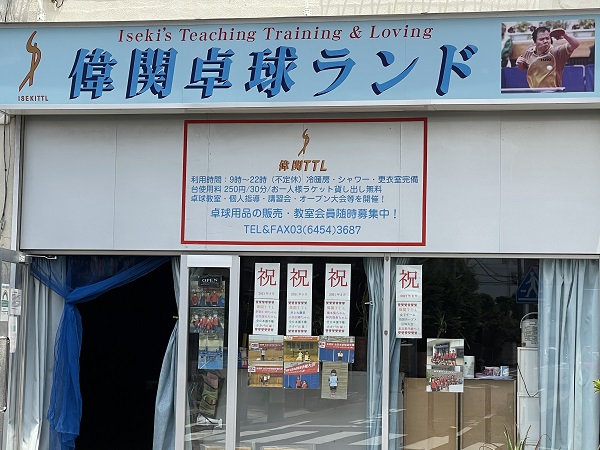 Iseki's Teaching Training & Loving
ISEKITTL
偉関卓球ランド
偉関TTL
利用時間：9時〜22時（不定休）冷暖房・シャワー・更衣室完備
台使用料 250円/30分/お一人様ラケット貸し出し無料
卓球教室・個人指導・講習会・オープン大会等を開催！
卓球用品の販売・教室会員随時募集中！
TEL&FAX03(6454)3687
OPEN
祝
祝
祝
祝